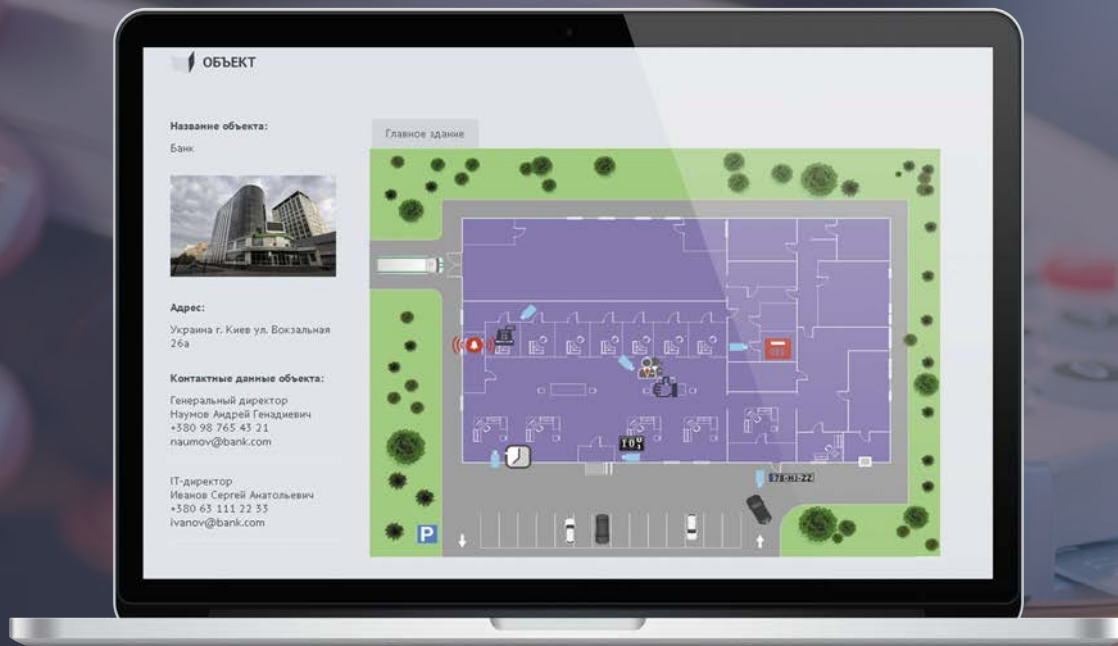 ОБЪЕКТ
Название объекта:
Банк
Главное здание
Адрес:
Украина г. Киев ул. Вокзальная
26а
Контактные данные объекта:
Генеральный директор
Наумов Андрей Генадиевич
+380 98 765 43 21
naumov@bank.com
IT-директор
Иванов Сергей Анатольевич
+380 63 111 22 33
ivanov@bank.com
P